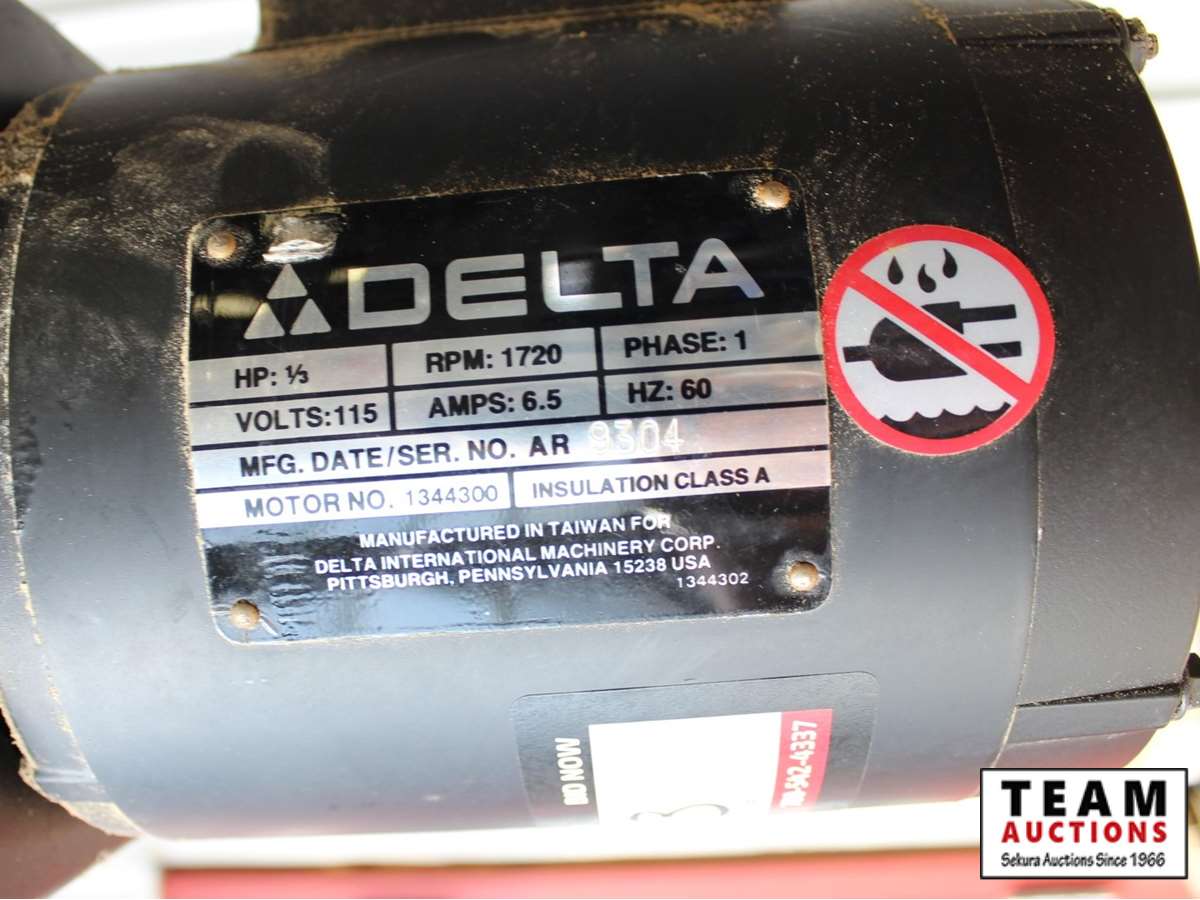 DELTA
HP: 1/3 RPM: 1720 PHASE: 1
VOLTS:115 AMPS: 6.5 HZ: 60
MFG. DATE/SER. NO. AR 9304
MOTOR NO. 1344300 INSULATION CLASS A
MANUFACTURED IN TAIWAN FOR
DELTA INTERNATIONAL MACHINERY CORP.
PITTSBURGH, PENNSYLVANIA 15238 USA
1344302
BID NOW
TEAM
AUCTIONS
Sekura Auctions Since 1966